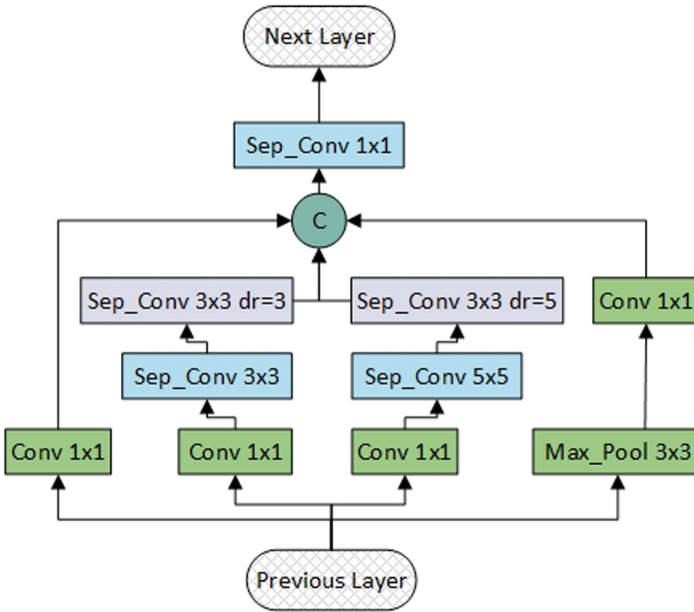 Next Layer
Sep_Conv 1x1
C
Sep_Conv 3x3 dr=3
Sep_Conv 3x3 dr=5
Conv 1x1
Sep_Conv 3x3
Sep_Conv 5x5
Conv 1x1
Conv 1x1
Conv 1x1
Max_Pool 3x3
Previous Layer